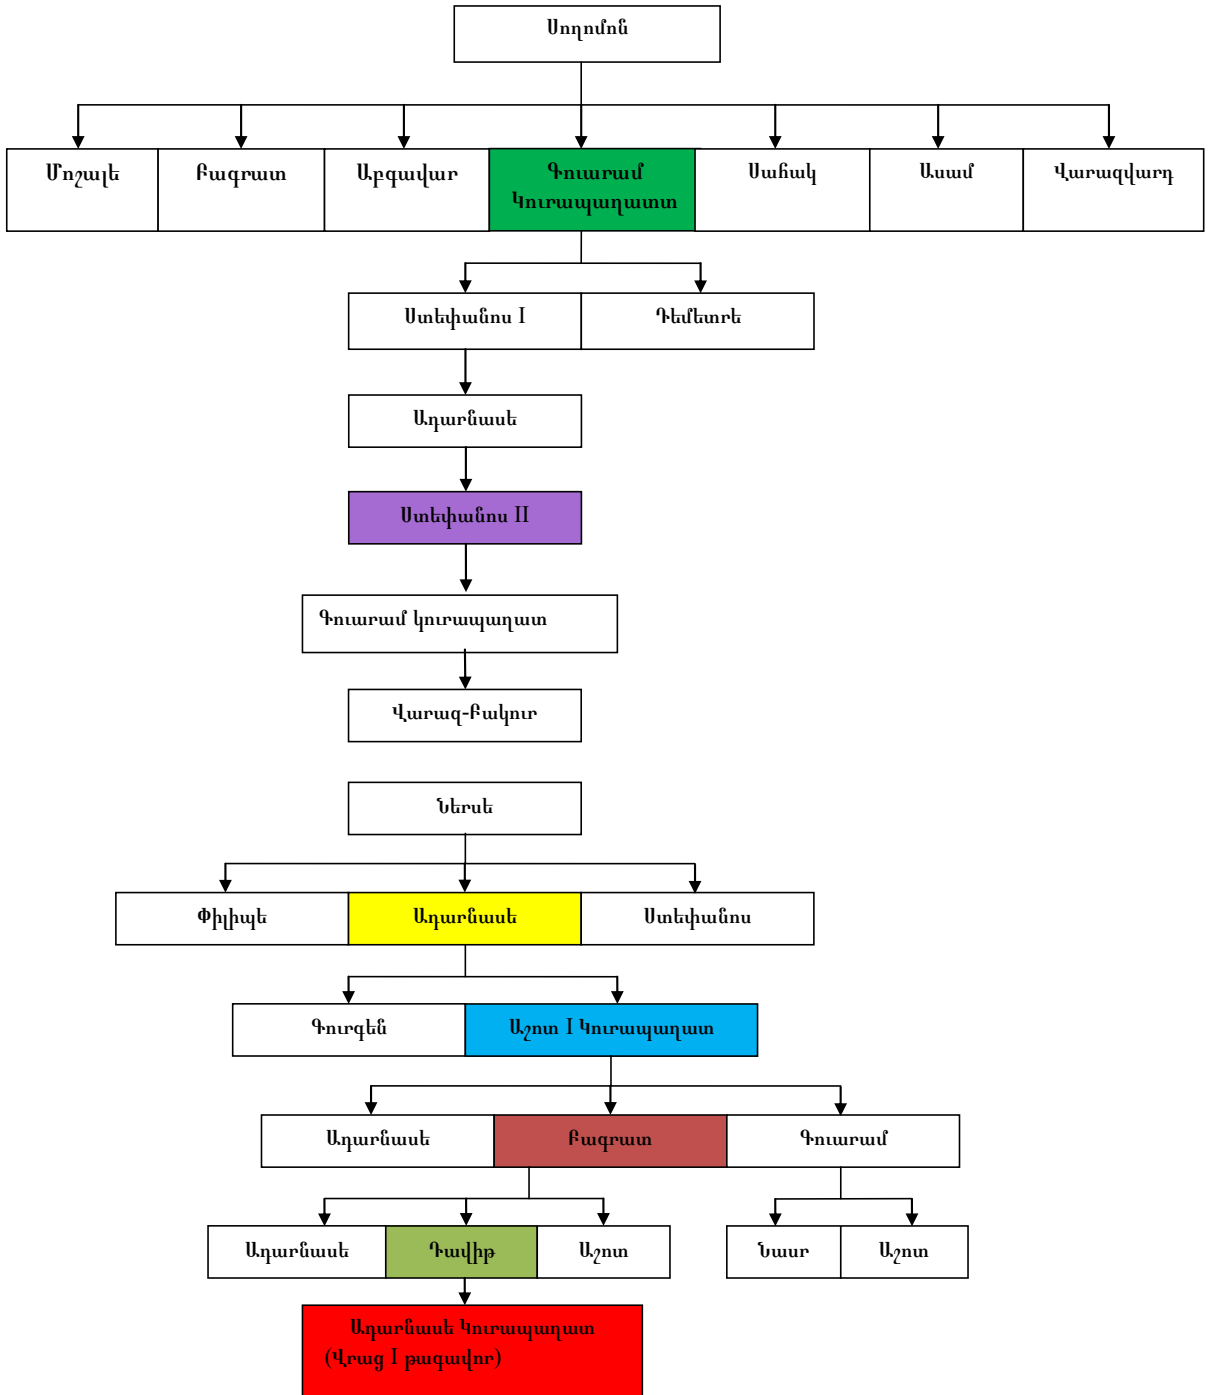 Սողոմոն
Մոշալե
Բագրատ
Աբգավար
Գուարամ
Կուրապաղատտ
Սահակ
Ասամ
Վարազվարդ
Ստեփանոս I
Դեմետրե
Ադարնասե
Ստեփանոս II
Գուարամ կուրապաղատ
Վարազ-Բակուր
Ներսե
Փիլիպե
Ադարնասե
Ստեփանոս
Գուրգեն
Աշոտ I Կուրապաղատ
Ադարնասե
Բագրատ
Գուարամ
Ադարնասե
Դավիթ
Աշոտ
Նասր
Աշոտ
Ադարնասե Կուրապաղատ
(Վրաց I թագավոր)